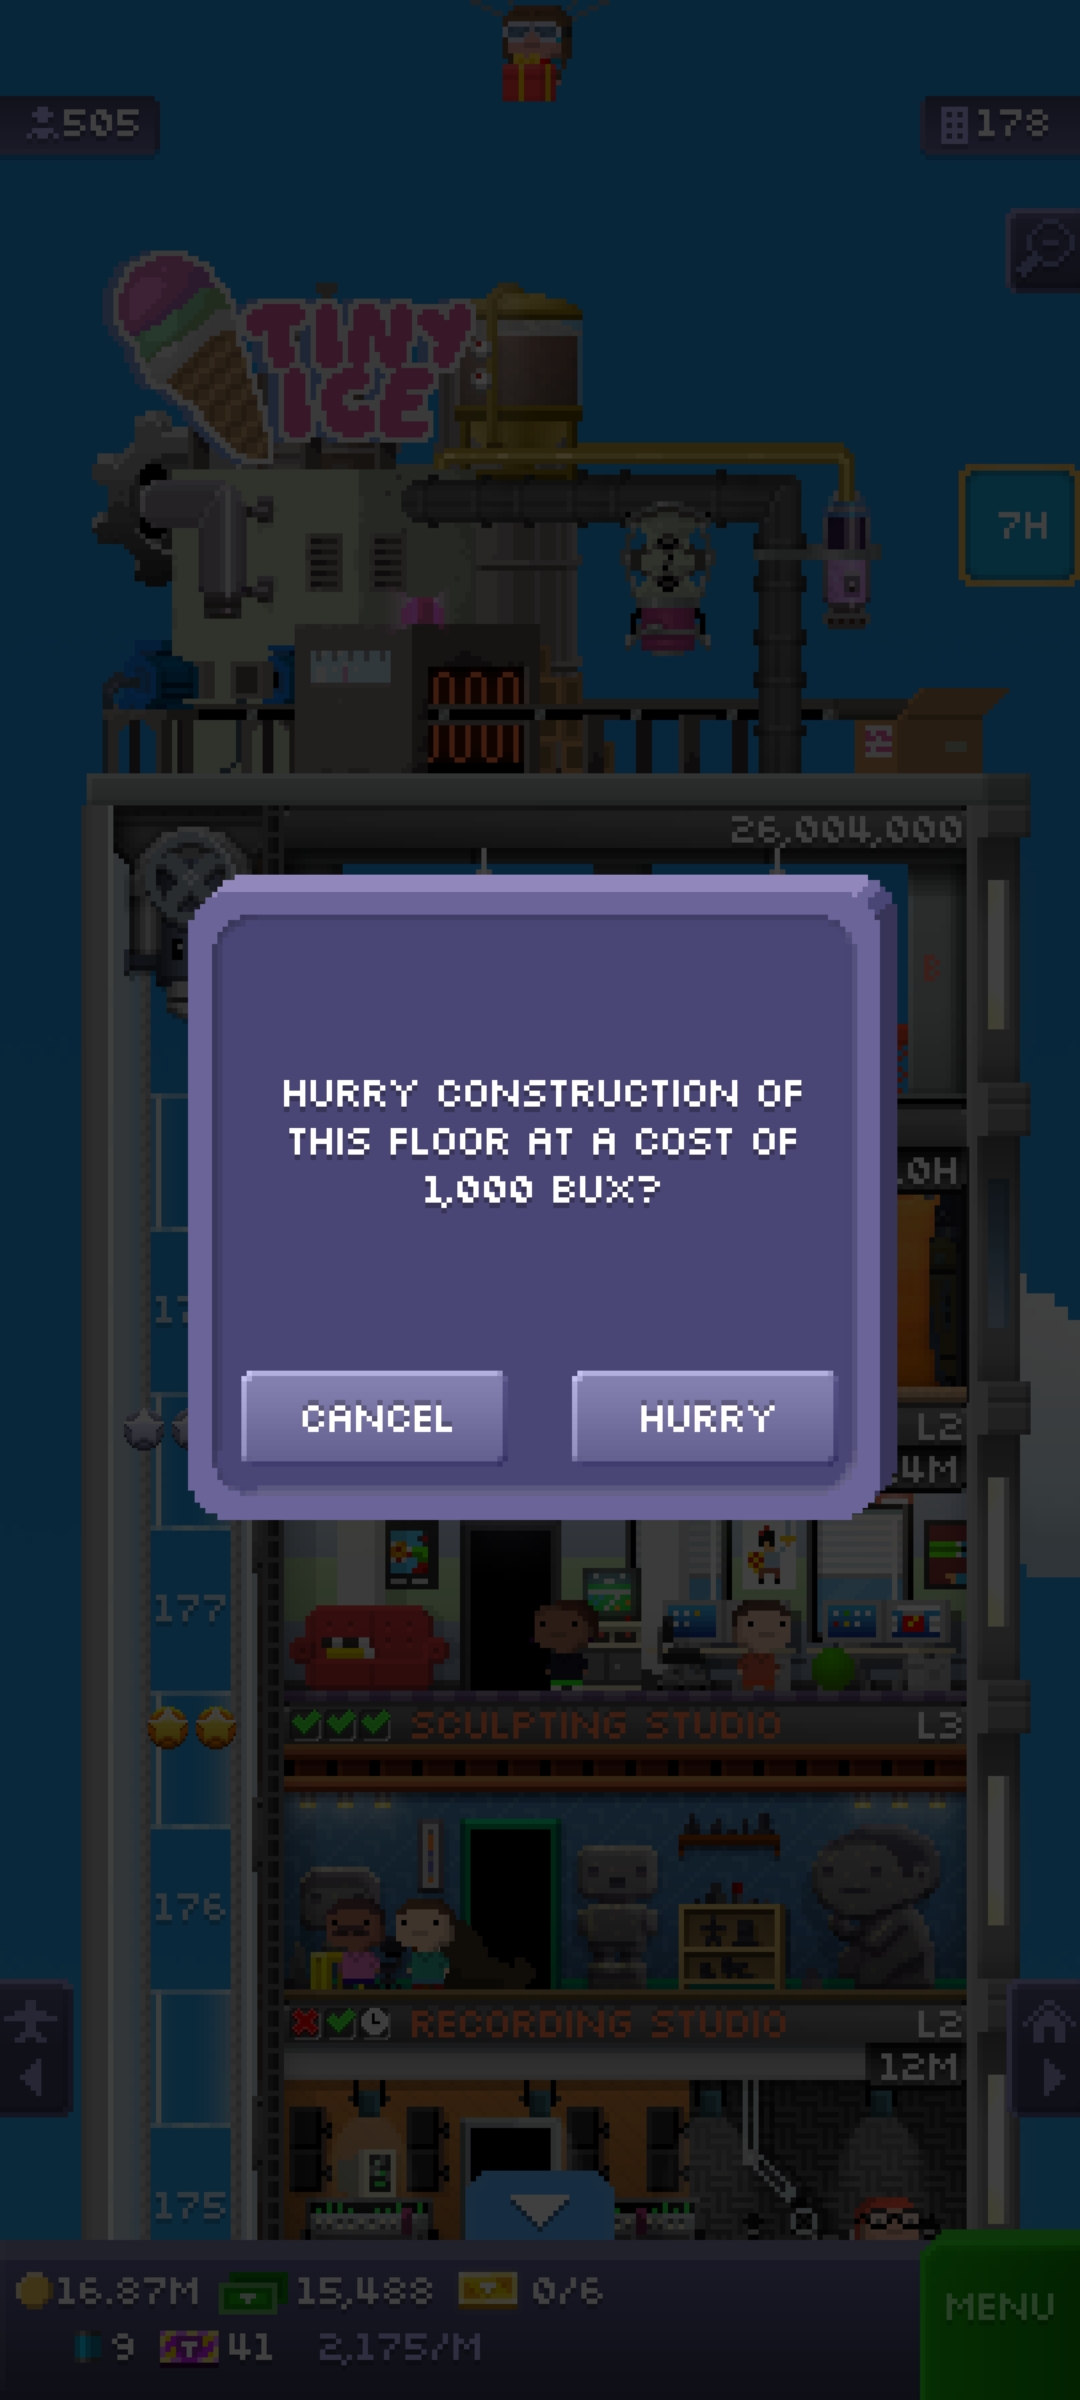 505
178
TINY
ICE
7H
26,004,000
B
HURRY CONSTRUCTION OF
THIS FLOOR AT A COST OF
1,000 BUX?
.0H
17
CANCEL
HURRY
L2
4M
177
SCULPTING STUDIO
L3
176
RECORDING STUDIO
L2
12M
175
16.87M
15,488
0/6
MENU
9
T
41
2,175/M